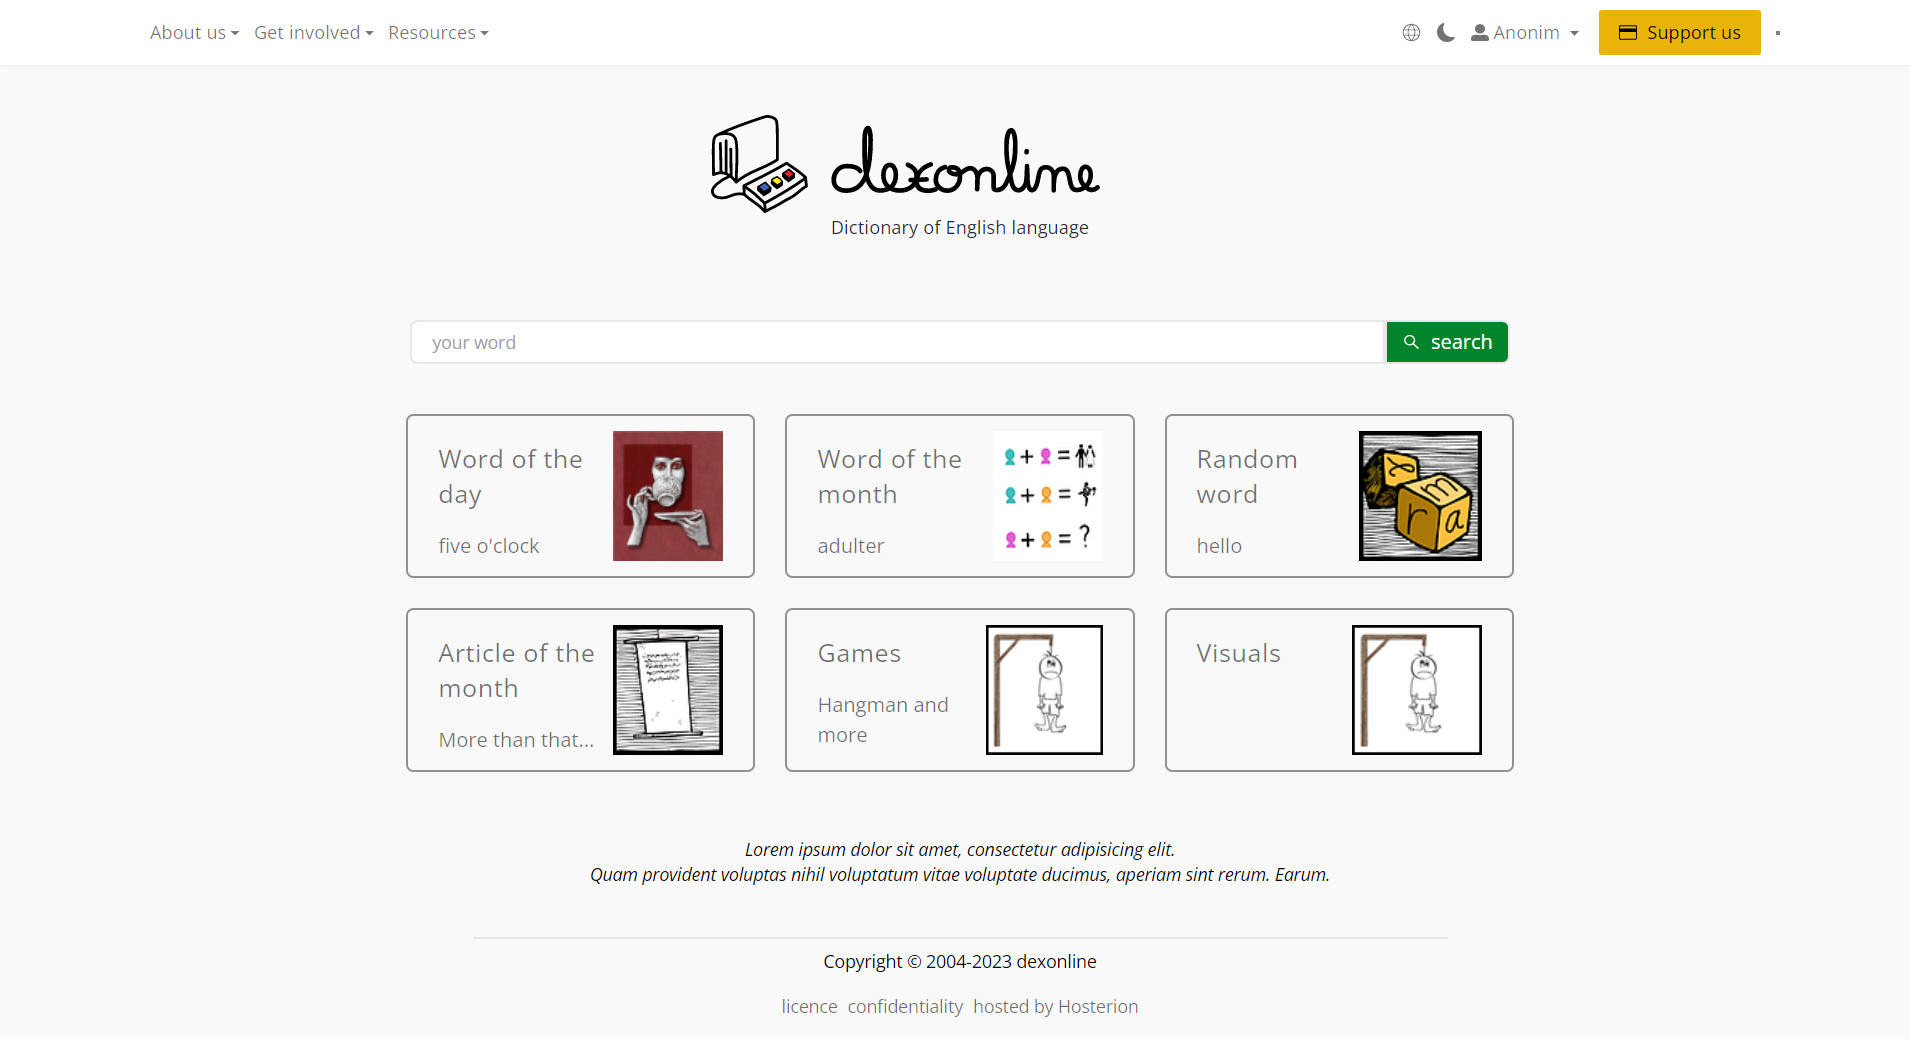 About us Get involved Resources Anonim Support us
dexonline
Dictionary of English language
your word search
Word of the
day
five o'clock
Word of the
month
adulter
Random
word
hello
Article of the
month
More than that...
Games
Hangman and
more
Visuals
Lorem ipsum dolor sit amet, consectetur adipisicing elit.
Quam provident voluptas nihil voluptatum vitae voluptate ducimus, aperiam sint rerum. Earum.
Copyright © 2004-2023 dexonline
licence confidentiality hosted by Hosterion